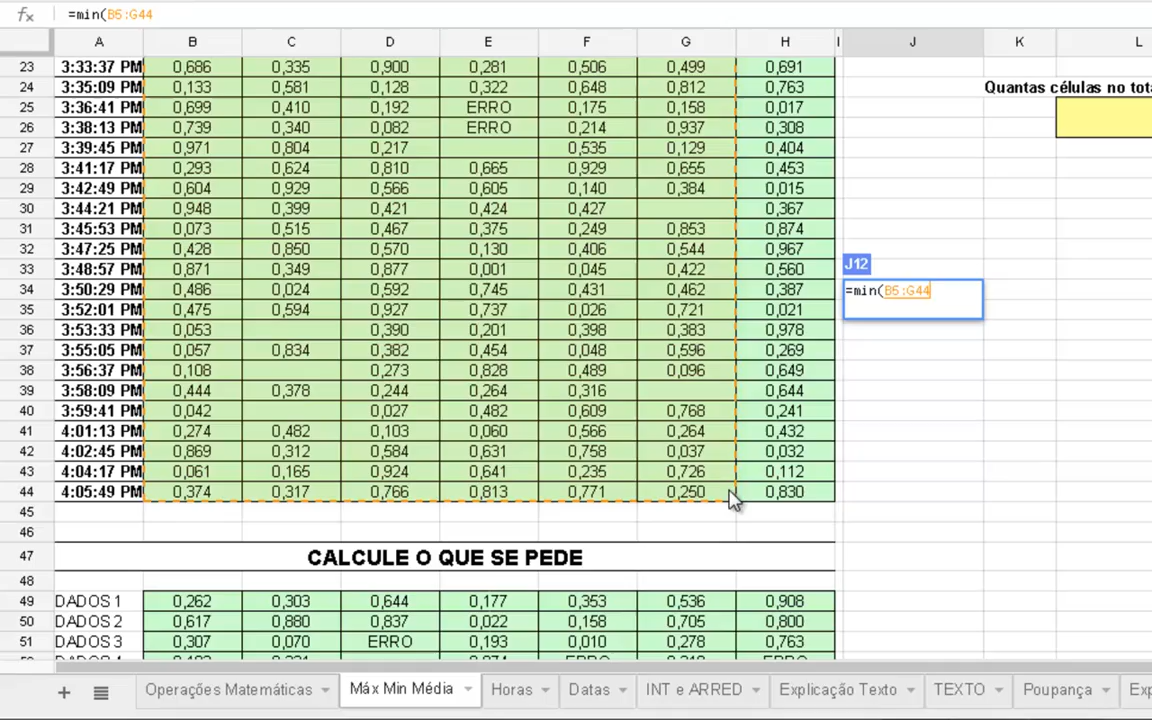 fx =min(B5:G44
A B C D E F G H I J K L
23 3:33:37 PM 0,686 0,335 0,900 0,281 0,506 0,499 0,691
24 3:35:09 PM 0,133 0,581 0,128 0,322 0,648 0,812 0,763 Quantas células no tot
25 3:36:41 PM 0,699 0,410 0,192 ERRO 0,175 0,158 0,017
26 3:38:13 PM 0,739 0,340 0,082 ERRO 0,214 0,937 0,308
27 3:39:45 PM 0,971 0,804 0,217 0,535 0,129 0,404
28 3:41:17 PM 0,293 0,624 0,810 0,665 0,929 0,655 0,453
29 3:42:49 PM 0,604 0,929 0,566 0,605 0,140 0,384 0,015
30 3:44:21 PM 0,948 0,399 0,421 0,424 0,427 0,367
31 3:45:53 PM 0,073 0,515 0,467 0,375 0,249 0,853 0,874
32 3:47:25 PM 0,428 0,850 0,570 0,130 0,406 0,544 0,967
33 3:48:57 PM 0,871 0,349 0,877 0,001 0,045 0,422 0,560 J12
34 3:50:29 PM 0,486 0,024 0,592 0,745 0,431 0,462 0,387 =min(B5:G44
35 3:52:01 PM 0,475 0,594 0,927 0,737 0,026 0,721 0,021
36 3:53:33 PM 0,053 0,390 0,201 0,398 0,383 0,978
37 3:55:05 PM 0,057 0,834 0,382 0,454 0,048 0,596 0,269
38 3:56:37 PM 0,108 0,273 0,828 0,489 0,096 0,649
39 3:58:09 PM 0,444 0,378 0,244 0,264 0,316 0,644
40 3:59:41 PM 0,042 0,027 0,482 0,609 0,768 0,241
41 4:01:13 PM 0,274 0,482 0,103 0,060 0,566 0,264 0,432
42 4:02:45 PM 0,869 0,312 0,584 0,631 0,758 0,037 0,032
43 4:04:17 PM 0,061 0,165 0,924 0,641 0,235 0,726 0,112
44 4:05:49 PM 0,374 0,317 0,766 0,813 0,771 0,250 0,830
45
46
47 CALCULE O QUE SE PEDE
48
49 DADOS 1 0,262 0,303 0,644 0,177 0,353 0,536 0,908
50 DADOS 2 0,617 0,880 0,837 0,022 0,158 0,705 0,800
51 DADOS 3 0,307 0,070 ERRO 0,193 0,010 0,278 0,763
+ Operações Matemáticas Máx Min Média Horas Datas INT e ARRED Explicação Texto TEXTO Poupança Exp